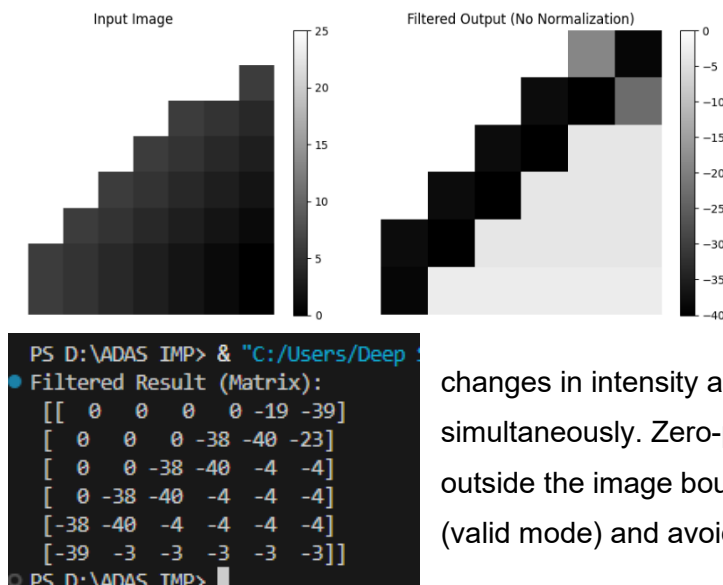 Input Image
25
20
15
10
5
0
Filtered Output (No Normalization)
0
−5
−10
−15
−20
−25
−30
−35
−40
PS D:\ADAS IMP> & "C:/Users/Deep
Filtered Result (Matrix):
[[ 0 0 0 0 -19 -39]
[ 0 0 0 -38 -40 -23]
[ 0 0 -38 -40 -4 -4]
[ 0 -38 -40 -4 -4 -4]
[-38 -40 -4 -4 -4 -4]
[-39 -3 -3 -3 -3 -3]]
PS D:\ADAS IMP>
changes in intensity a
simultaneously. Zero-
outside the image bou
(valid mode) and avoi